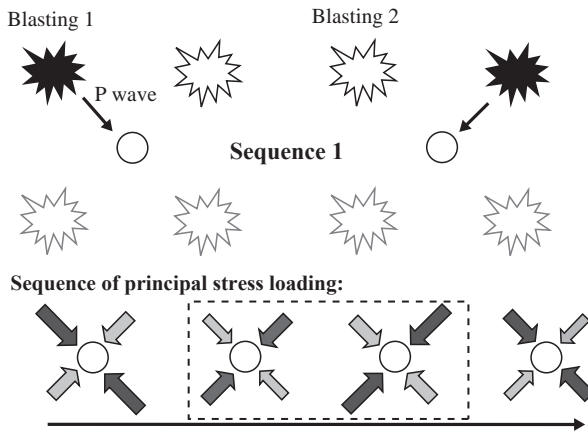 Blasting 1
Blasting 2
P wave
Sequence 1
Sequence of principal stress loading: